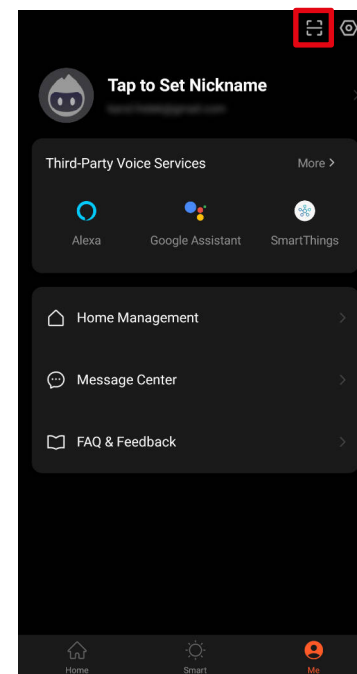 Tap to Set Nickname
Third-Party Voice Services More >
Alexa Google Assistant SmartThings
Home Management
Message Center
FAQ & Feedback
Home Smart Me